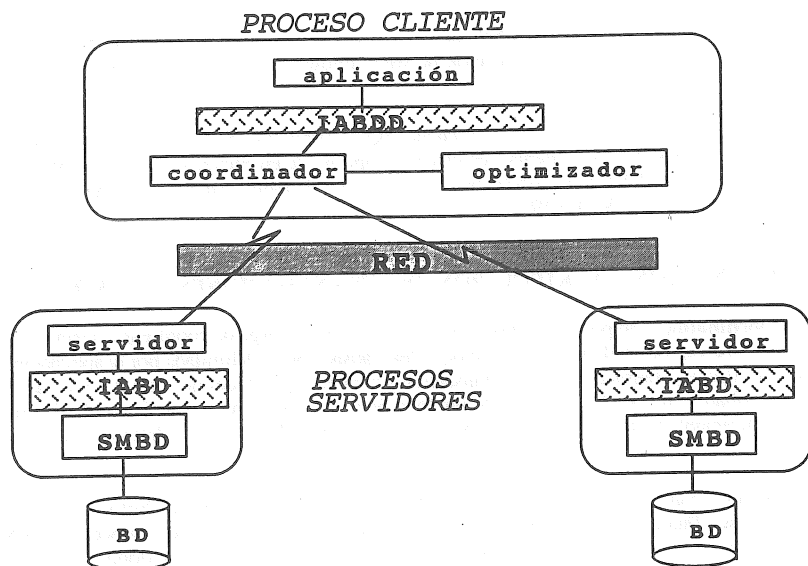 PROCESO CLIENTE
aplicación
IABDD
coordinador
optimizador
RED
servidor
IABD
SMBD
BD
PROCESOS
SERVIDORES
servidor
IABD
SMBD
BD